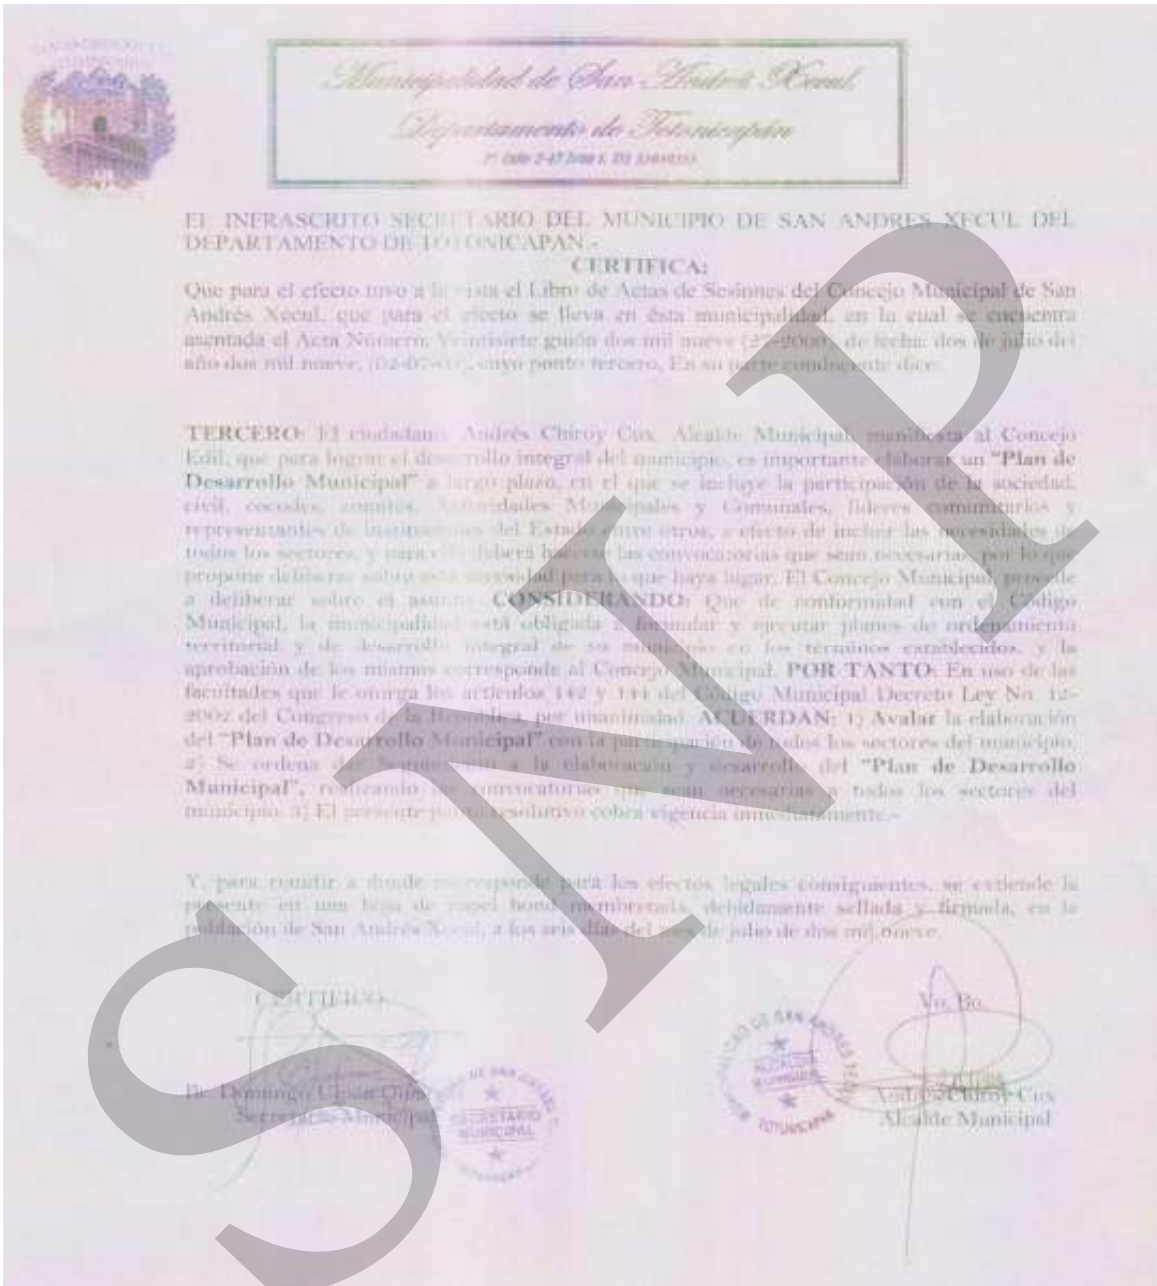 Municipalidad de San Andrés Xecul
Departamento de Totonicapán
EL INFRASCRITO SECRETARIO DEL MUNICIPIO DE SAN ANDRES XECUL DEL
DEPARTAMENTO DE TOTONICAPAN.-
CERTIFICA:
Que para el efecto tuvo a la vista el Libro de Actas de Sesiones del Concejo Municipal de San
Andrés Xecul, que para el efecto se lleva en ésta municipalidad, en la cual se encuentra
asentada el Acta Número. Veintisiete guión dos mil nueve (27-2009) de fecha: dos de julio del
año dos mil nueve, cuyo punto tercero, En su parte conducente dice:
TERCERO: El ciudadano Andrés Chiroy Cux, Alcalde Municipal, manifiesta al Concejo
Edil, que para lograr el desarrollo integral del municipio, es importante elaborar un "Plan de
Desarrollo Municipal" a largo plazo, en el que se incluye la participación de la sociedad,
civil, cocodes, comités, Autoridades Municipales y Comunales, líderes comunitarios y
representantes de Instituciones del Estado entre otros, a efecto de incluir las necesidades de
todos los sectores, y para ello deberá hacerse las convocatorias que sean necesarias, por lo que
propone deliberar sobre esta necesidad para lo que haya lugar. El Concejo Municipal, procede
a deliberar sobre el asunto CONSIDERANDO: Que de conformidad con el Código
Municipal, la municipalidad está obligada a formular y ejecutar planes de ordenamiento
territorial y de desarrollo integral de su municipio en los términos establecidos, y la
aprobación de los mismos corresponde al Concejo Municipal. POR TANTO: En uso de las
facultades que le otorga los artículos 142 y 144 del Código Municipal Decreto Ley No. 12-
2002 del Congreso de la República, por unanimidad ACUERDAN: 1) Avalar la elaboración
del "Plan de Desarrollo Municipal" con la participación de todos los sectores del municipio,
2) Se ordena dar Seguimiento a la elaboración y desarrollo del "Plan de Desarrollo
Municipal", realizando las convocatorias que sean necesarias a todos los sectores del
municipio. 3) El presente punto resolutivo cobra vigencia inmediatamente.-
Y, para remitir a donde corresponde para los efectos legales consiguientes, se extiende la
presente en una hoja de papel bond membretada, debidamente sellada y firmada, en la
población de San Andrés Xecul, a los seis días del mes de julio de dos mil nueve.
CERTIFICO:
Vo. Bo.
Domingo
Secretario Municipal
Andrés Chiroy Cux
Alcalde Municipal
SECRETARIO
MUNICIPAL
MUNICIPALIDAD DE SAN ANDRES XECUL
ALCALDE
MUNICIPAL
TOTONICAPAN
SNP